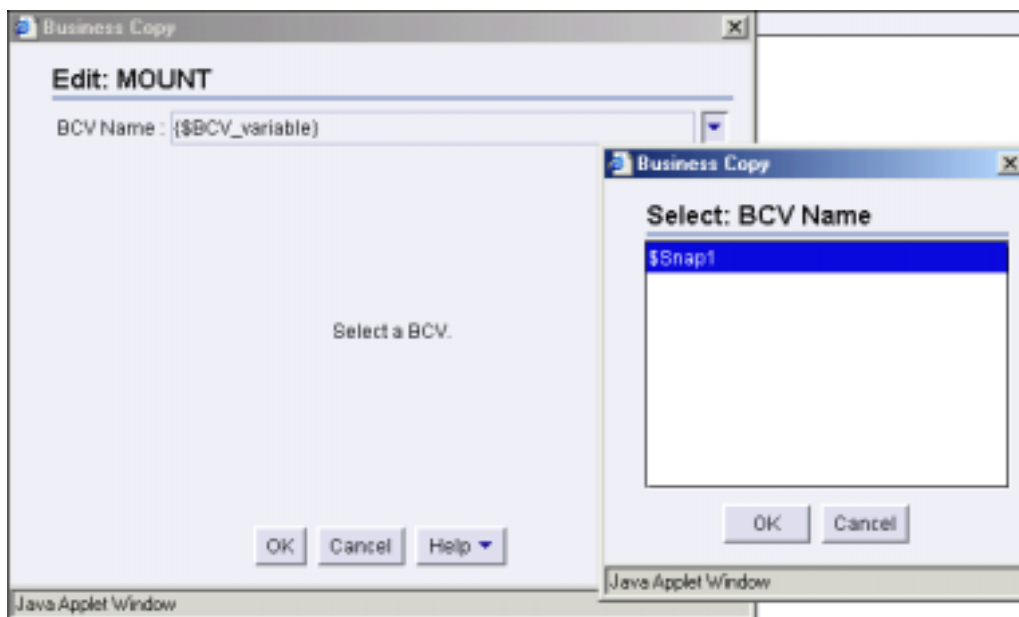 Business Copy
Edit: MOUNT
BCV Name : {$BCV_variable}
Select a BCV.
OK Cancel Help
Java Applet Window
Business Copy
Select: BCV Name
$Snap1
OK Cancel
Java Applet Window